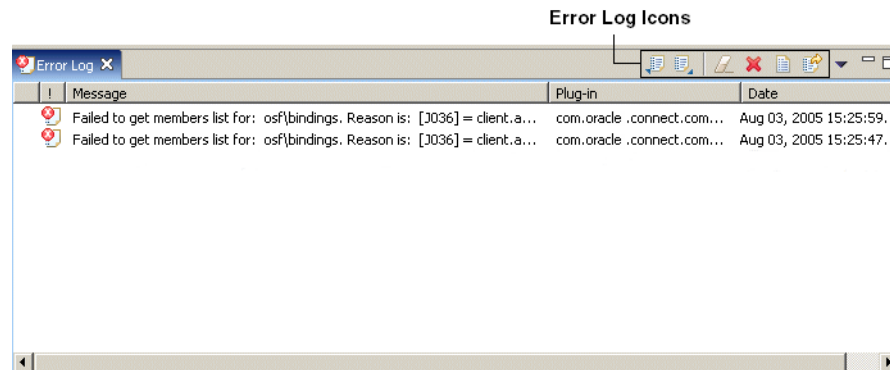 Error Log Icons
Error Log
! Message Plug-in Date
Failed to get members list for: osf\bindings. Reason is: [J036] = client.a... com.oracle .connect.com... Aug 03, 2005 15:25:59.
Failed to get members list for: osf\bindings. Reason is: [J036] = client.a... com.oracle .connect.com... Aug 03, 2005 15:25:47.